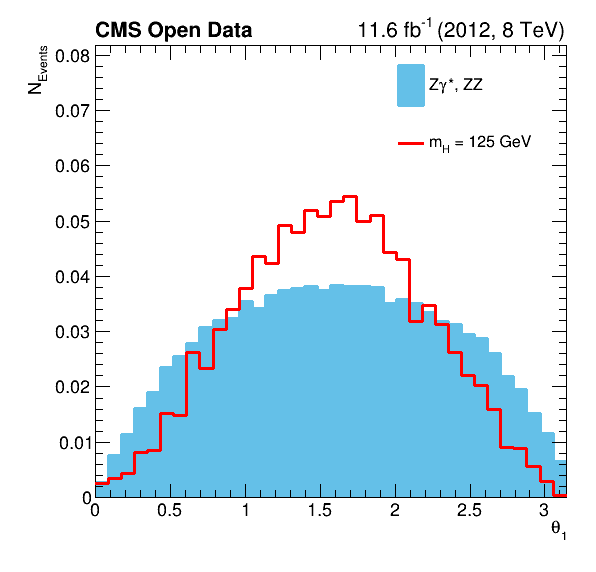 CMS Open Data 11.6 fb⁻¹ (2012, 8 TeV)
N_Events
0.08
0.07
0.06
0.05
0.04
0.03
0.02
0.01
0
Zγ*, ZZ
m_H = 125 GeV
0 0.5 1 1.5 2 2.5 3
θ₁